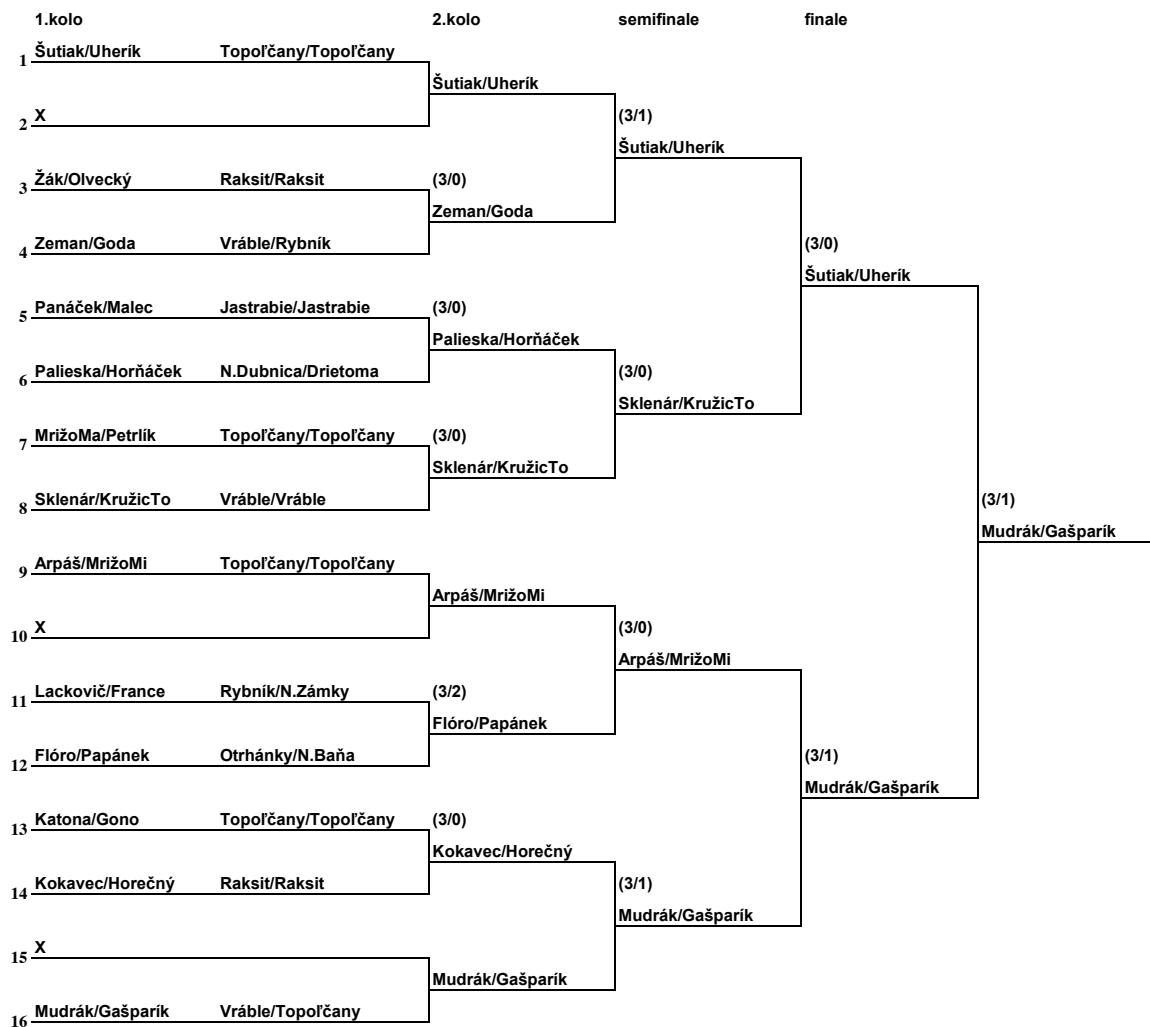 1.kolo 2.kolo semifinale finale
1 Šutiak/Uherík Topoľčany/Topoľčany
Šutiak/Uherík
2 X (3/1)
Šutiak/Uherík
3 Žák/Olvecký Raksit/Raksit (3/0)
Zeman/Goda
4 Zeman/Goda Vráble/Rybník (3/0)
Šutiak/Uherík
5 Panáček/Malec Jastrabie/Jastrabie (3/0)
Palieska/Horňáček
6 Palieska/Horňáček N.Dubnica/Drietoma (3/0)
Sklenár/KružicTo
7 MrižoMa/Petrlík Topoľčany/Topoľčany (3/0)
Sklenár/KružicTo
8 Sklenár/KružicTo Vráble/Vráble (3/1)
Mudrák/Gašparík
9 Arpáš/MrižoMi Topoľčany/Topoľčany
Arpáš/MrižoMi
10 X (3/0)
Arpáš/MrižoMi
11 Lackovič/France Rybník/N.Zámky (3/2)
Flóro/Papánek
12 Flóro/Papánek Otrhánky/N.Baňa (3/1)
Mudrák/Gašparík
13 Katona/Gono Topoľčany/Topoľčany (3/0)
Kokavec/Horečný
14 Kokavec/Horečný Raksit/Raksit (3/1)
Mudrák/Gašparík
15 X
Mudrák/Gašparík
16 Mudrák/Gašparík Vráble/Topoľčany